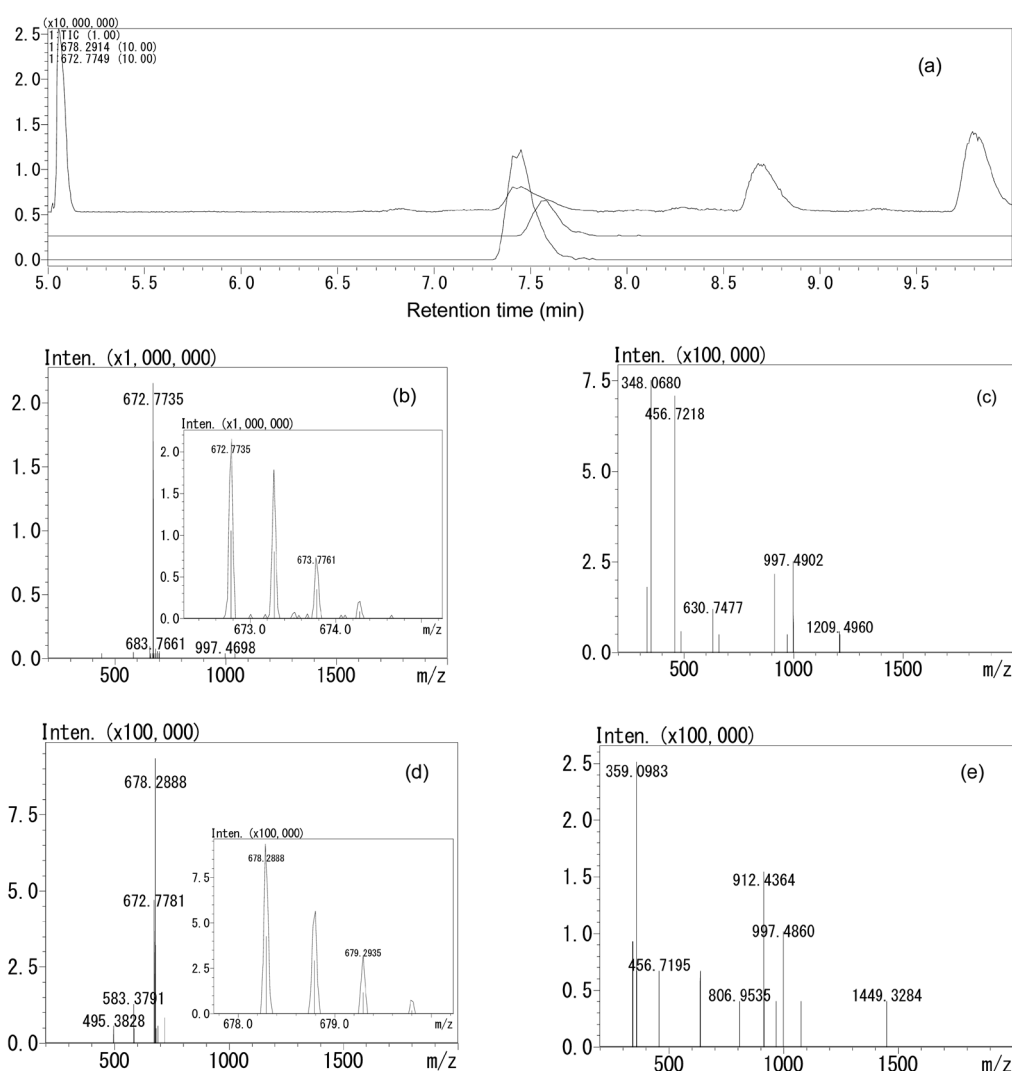 (x10,000,000)
1:TIC (1.00)
1:678.2914 (10.00)
1:672.7749 (10.00)
(a)
2.5
2.0
1.5
1.0
0.5
0.0
5.0 5.5 6.0 6.5 7.0 7.5 8.0 8.5 9.0 9.5
Retention time (min)
Inten. (x1,000,000)
(b)
2.0
1.5
1.0
0.5
0.0
672.7735
683.7661
997.4698
500 1000 1500 m/z
Inten. (x1,000,000)
2.0
1.5
1.0
0.5
0.0
672.7735
673.7761
673.0 674.0 m/z
Inten. (x100,000)
(c)
7.5
5.0
2.5
0.0
348.0680
456.7218
997.4902
630.7477
1209.4960
500 1000 1500 m/z
Inten. (x100,000)
(d)
7.5
5.0
2.5
0.0
678.2888
672.7781
583.3791
495.3828
500 1000 1500 m/z
Inten. (x100,000)
7.5
5.0
2.5
0.0
678.2888
679.2935
678.0 679.0 m/z
Inten. (x100,000)
(e)
2.5
2.0
1.5
1.0
0.5
0.0
359.0983
912.4364
997.4860
456.7195
806.9535
1449.3284
500 1000 1500 m/z